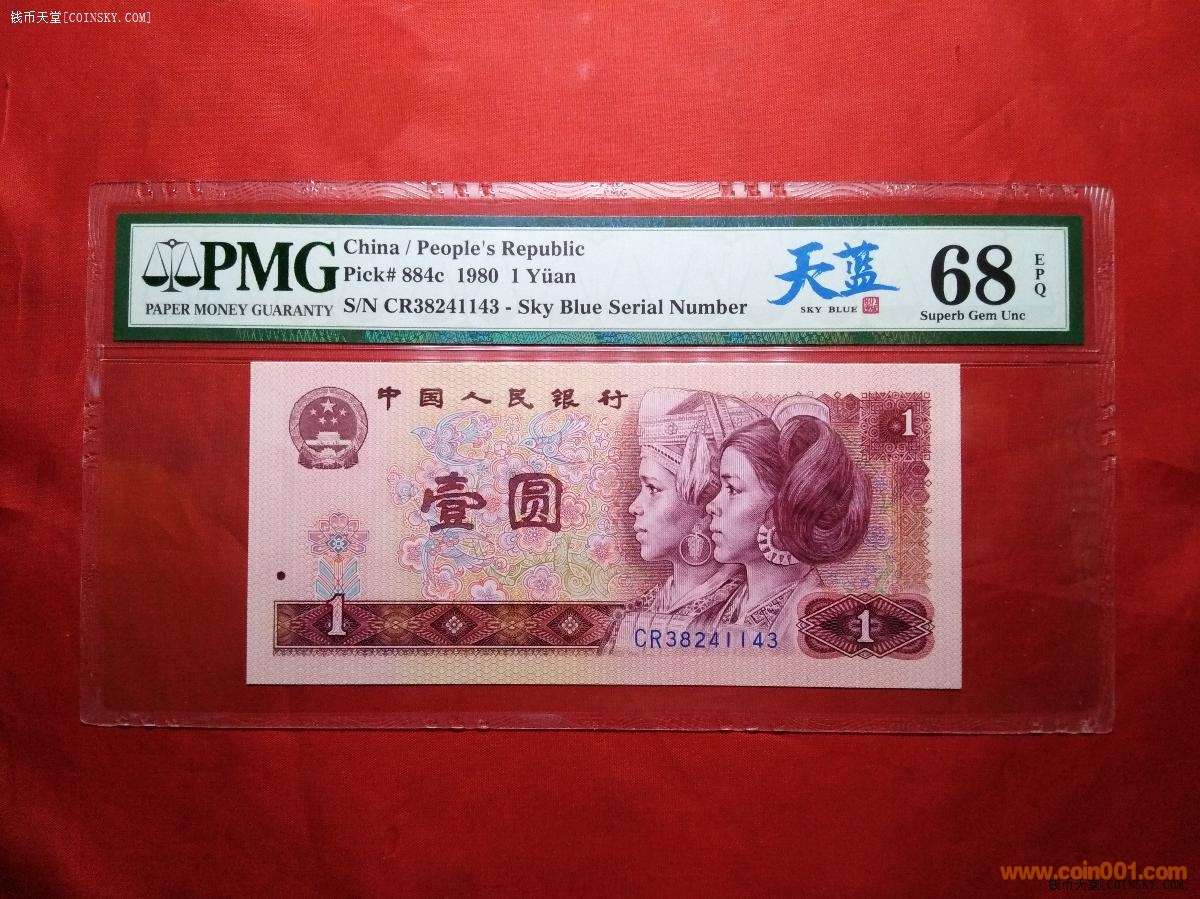 钱币天堂[COINSKY.COM]
PMG
PAPER MONEY GUARANTY
China / People's Republic
Pick# 884c 1980 1 Yüan
S/N CR38241143 - Sky Blue Serial Number
天蓝
SKY BLUE
68
EPQ
Superb Gem Unc
中国人民银行
1
壹圆
1
CR38241143
1
www.coin001.com
钱币天堂[COINSKY.COM]